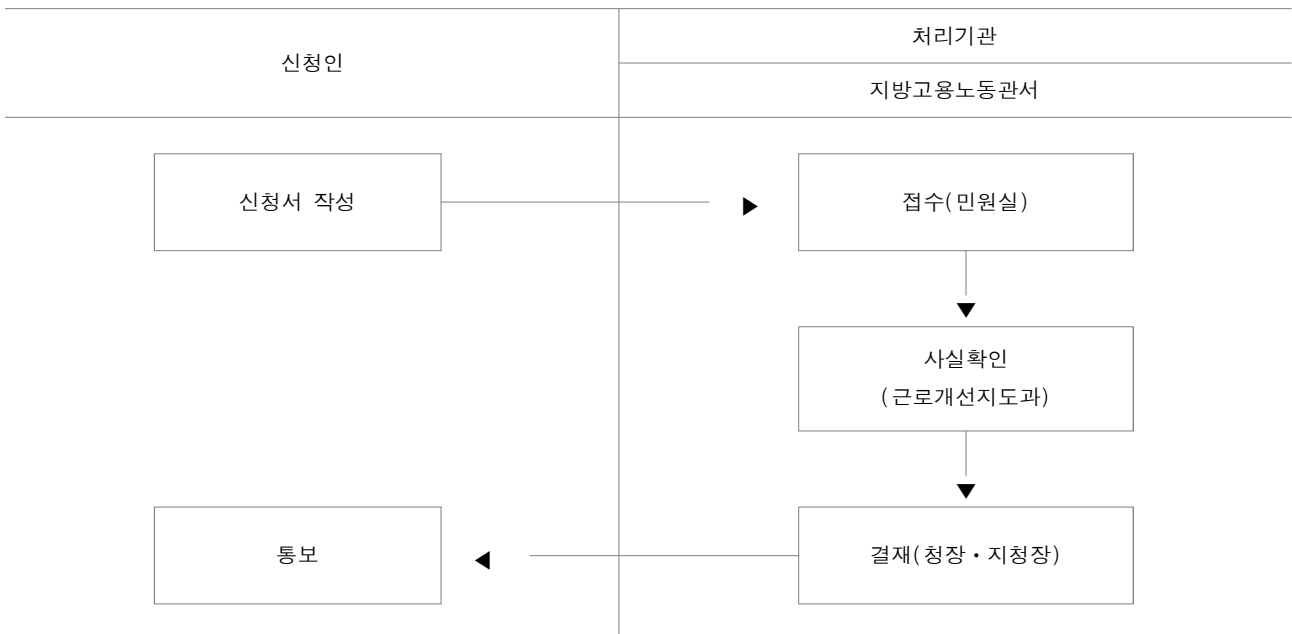 신청인
처리기관
지방고용노동관서
신청서 작성
접수(민원실)
사실확인
(근로개선지도과)
통보
결재(청장・지청장)